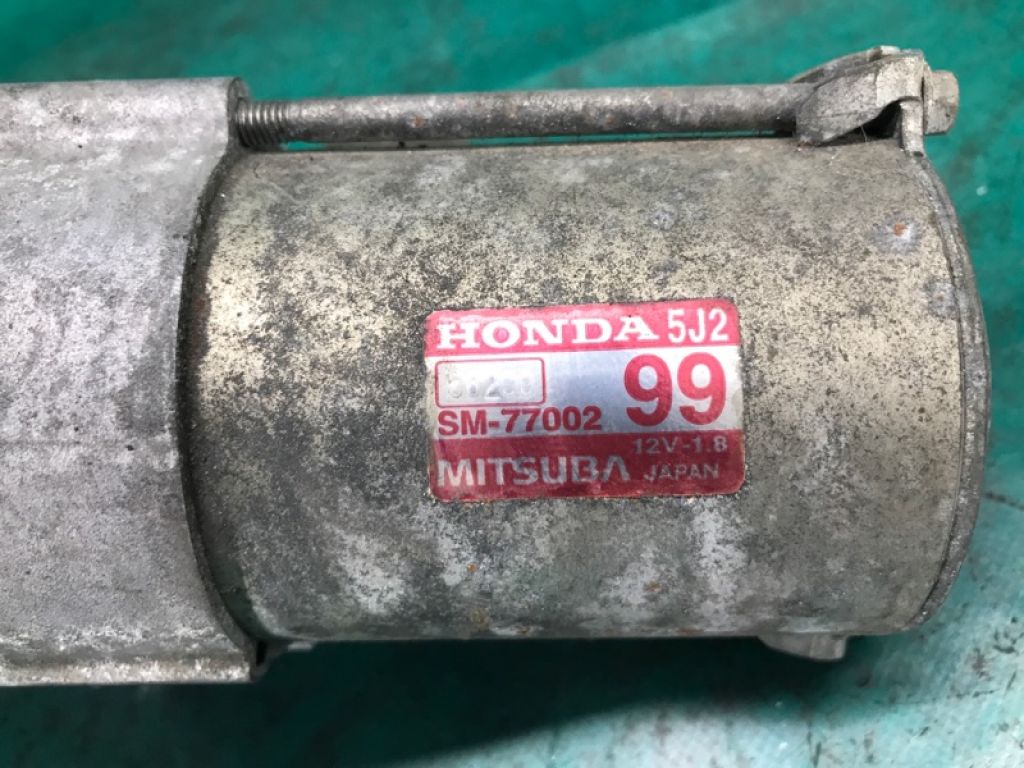 HONDA 5J2
99
SM-77002
12V-1.8
MITSUBA JAPAN